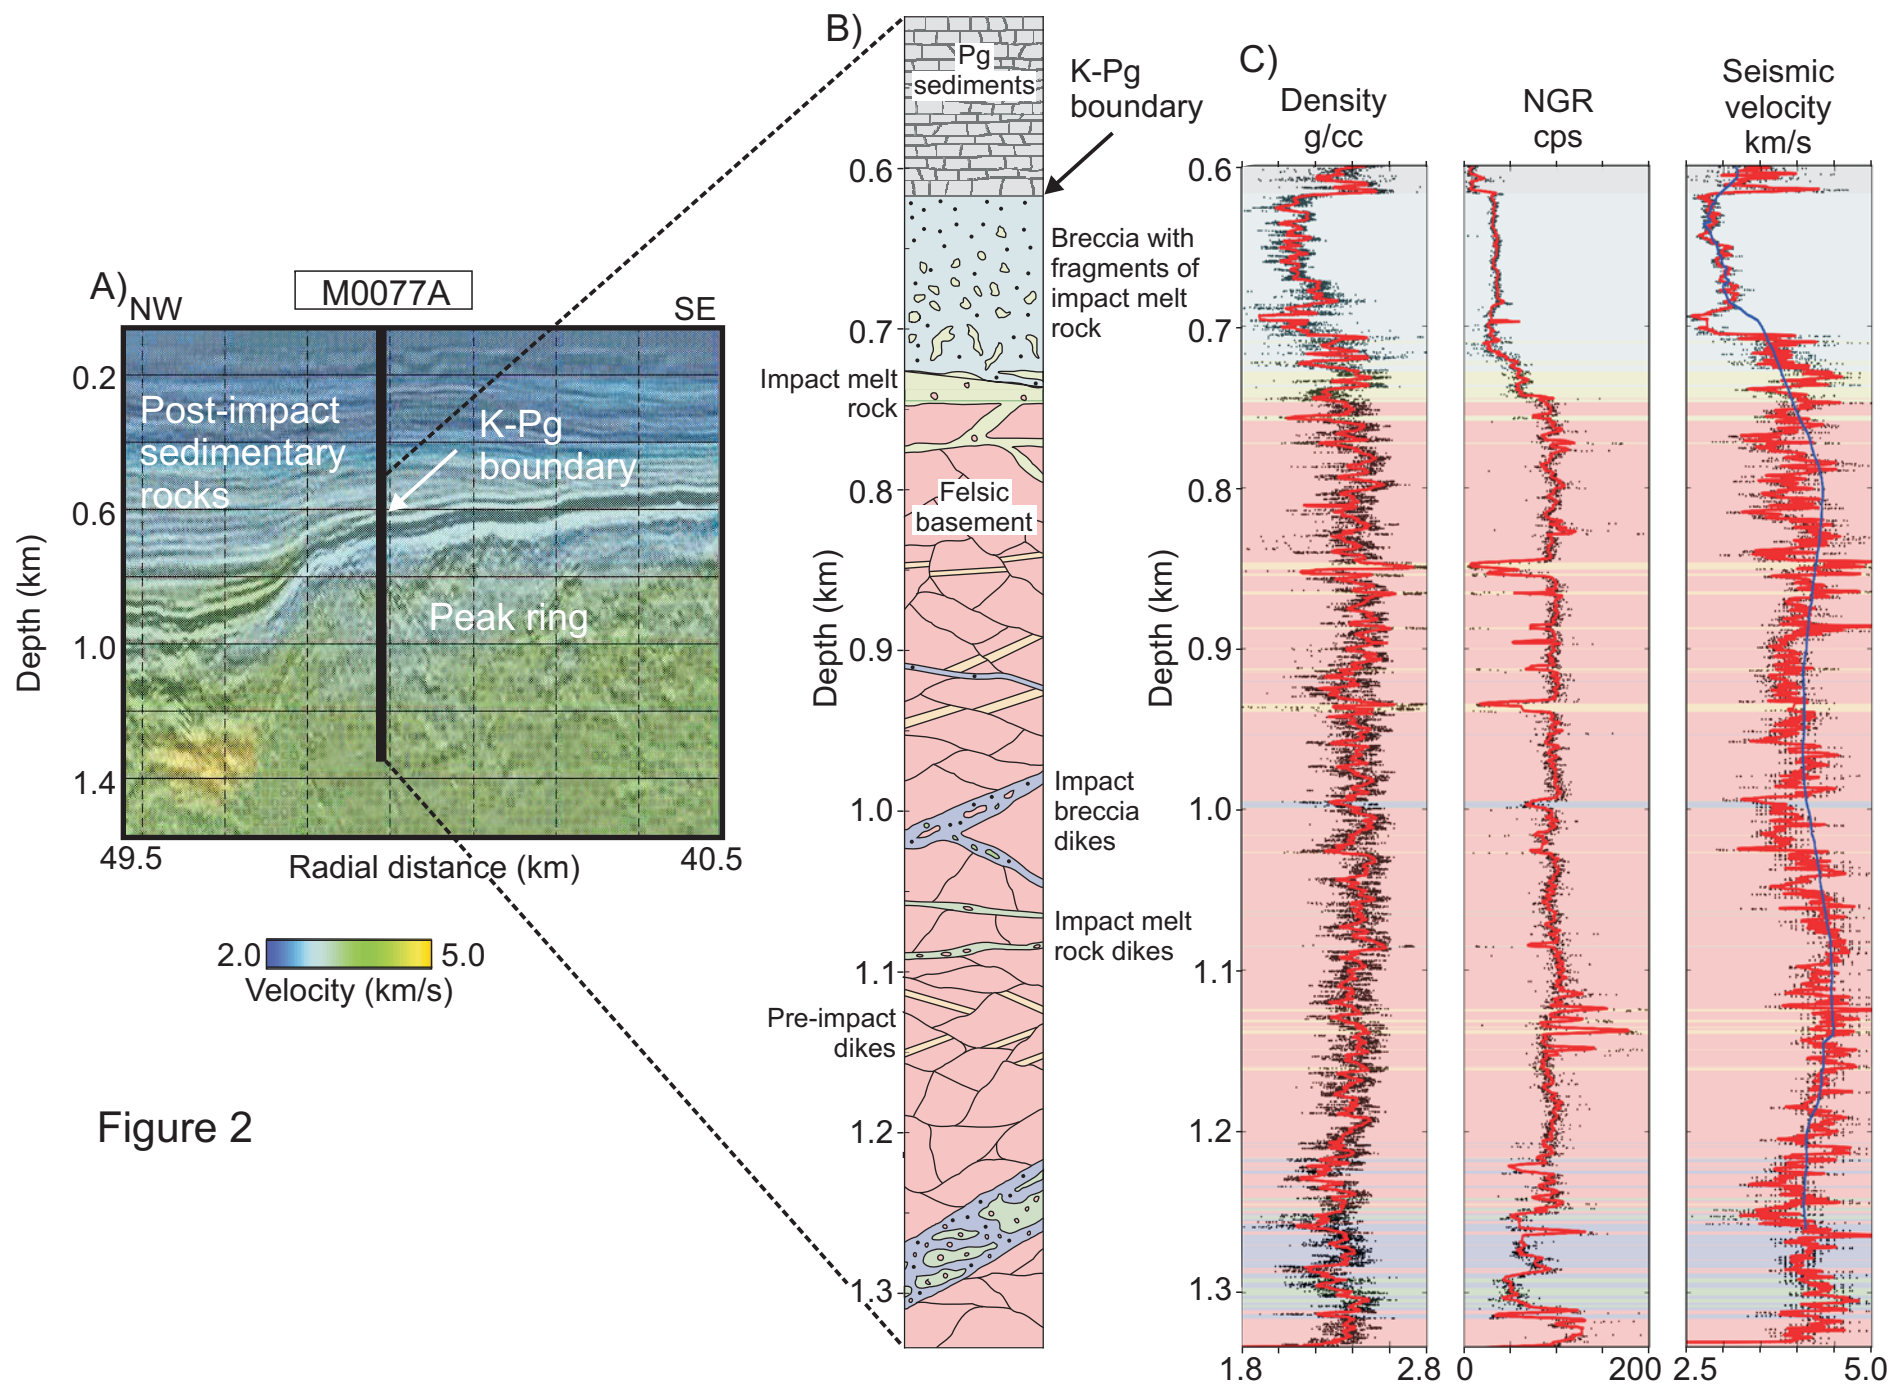 A)
NW
M0077A
SE
0.2
0.6
1.0
1.4
Depth (km)
Post-impact
sedimentary
rocks
K-Pg
boundary
Peak ring
49.5
Radial distance (km)
40.5
2.0
5.0
Velocity (km/s)
Figure 2
B)
Pg
sediments
K-Pg
boundary
0.6
0.7
0.8
0.9
1.0
1.1
1.2
1.3
Depth (km)
Breccia with
fragments of
impact melt
rock
Impact melt
rock
Felsic
basement
Impact
breccia
dikes
Impact melt
rock dikes
Pre-impact
dikes
C)
Density
g/cc
NGR
cps
Seismic
velocity
km/s
0.6
0.7
0.8
0.9
1.0
1.1
1.2
1.3
Depth (km)
1.8
2.8
0
200
2.5
5.0